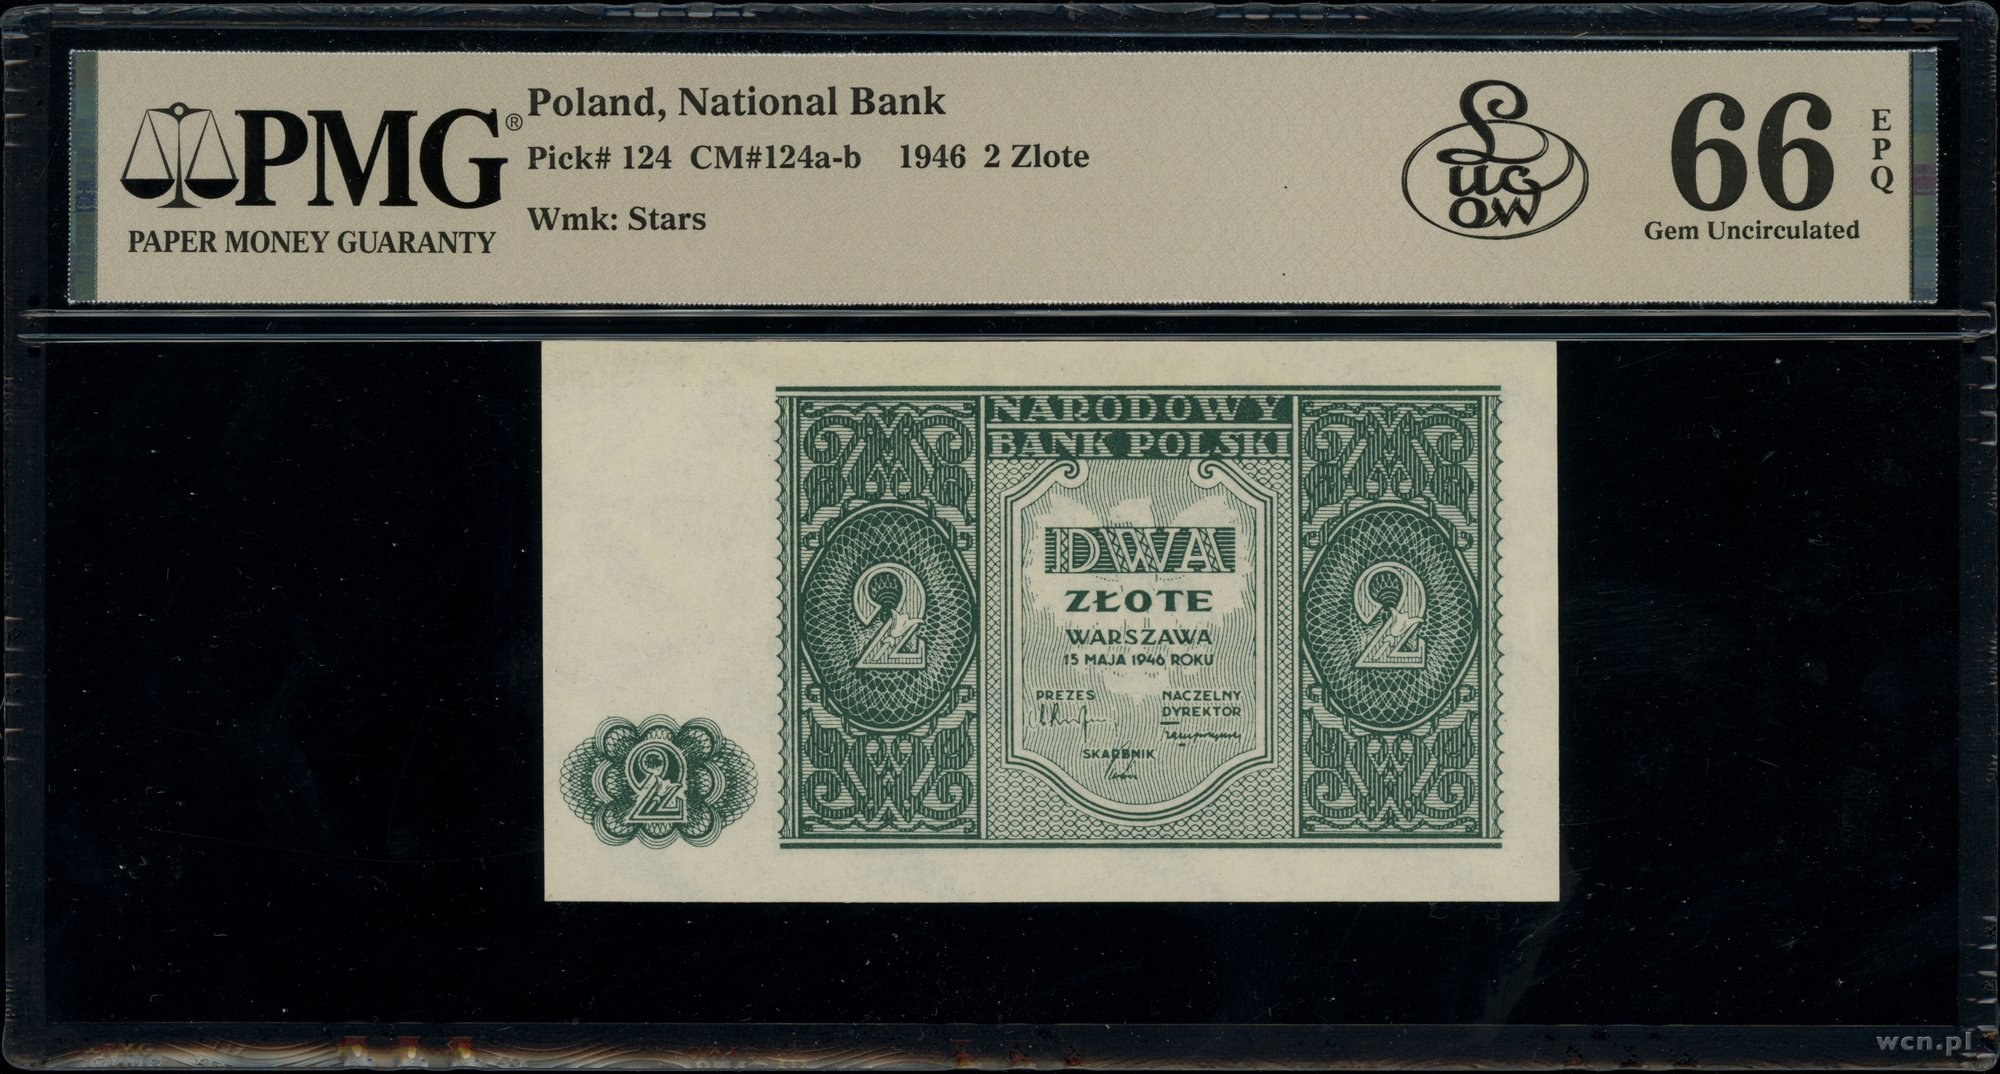 PMG®
PAPER MONEY GUARANTY
Poland, National Bank
Pick# 124 CM#124a-b 1946 2 Zlote
Wmk: Stars
Lucow
66
EPQ
Gem Uncirculated
NARODOWY
BANK POLSKI
DWA
ZŁOTE
WARSZAWA
15 MAJA 1946 ROKU
PREZES
NACZELNY
DYREKTOR
SKARBNIK
2
2
2
wcn.pl